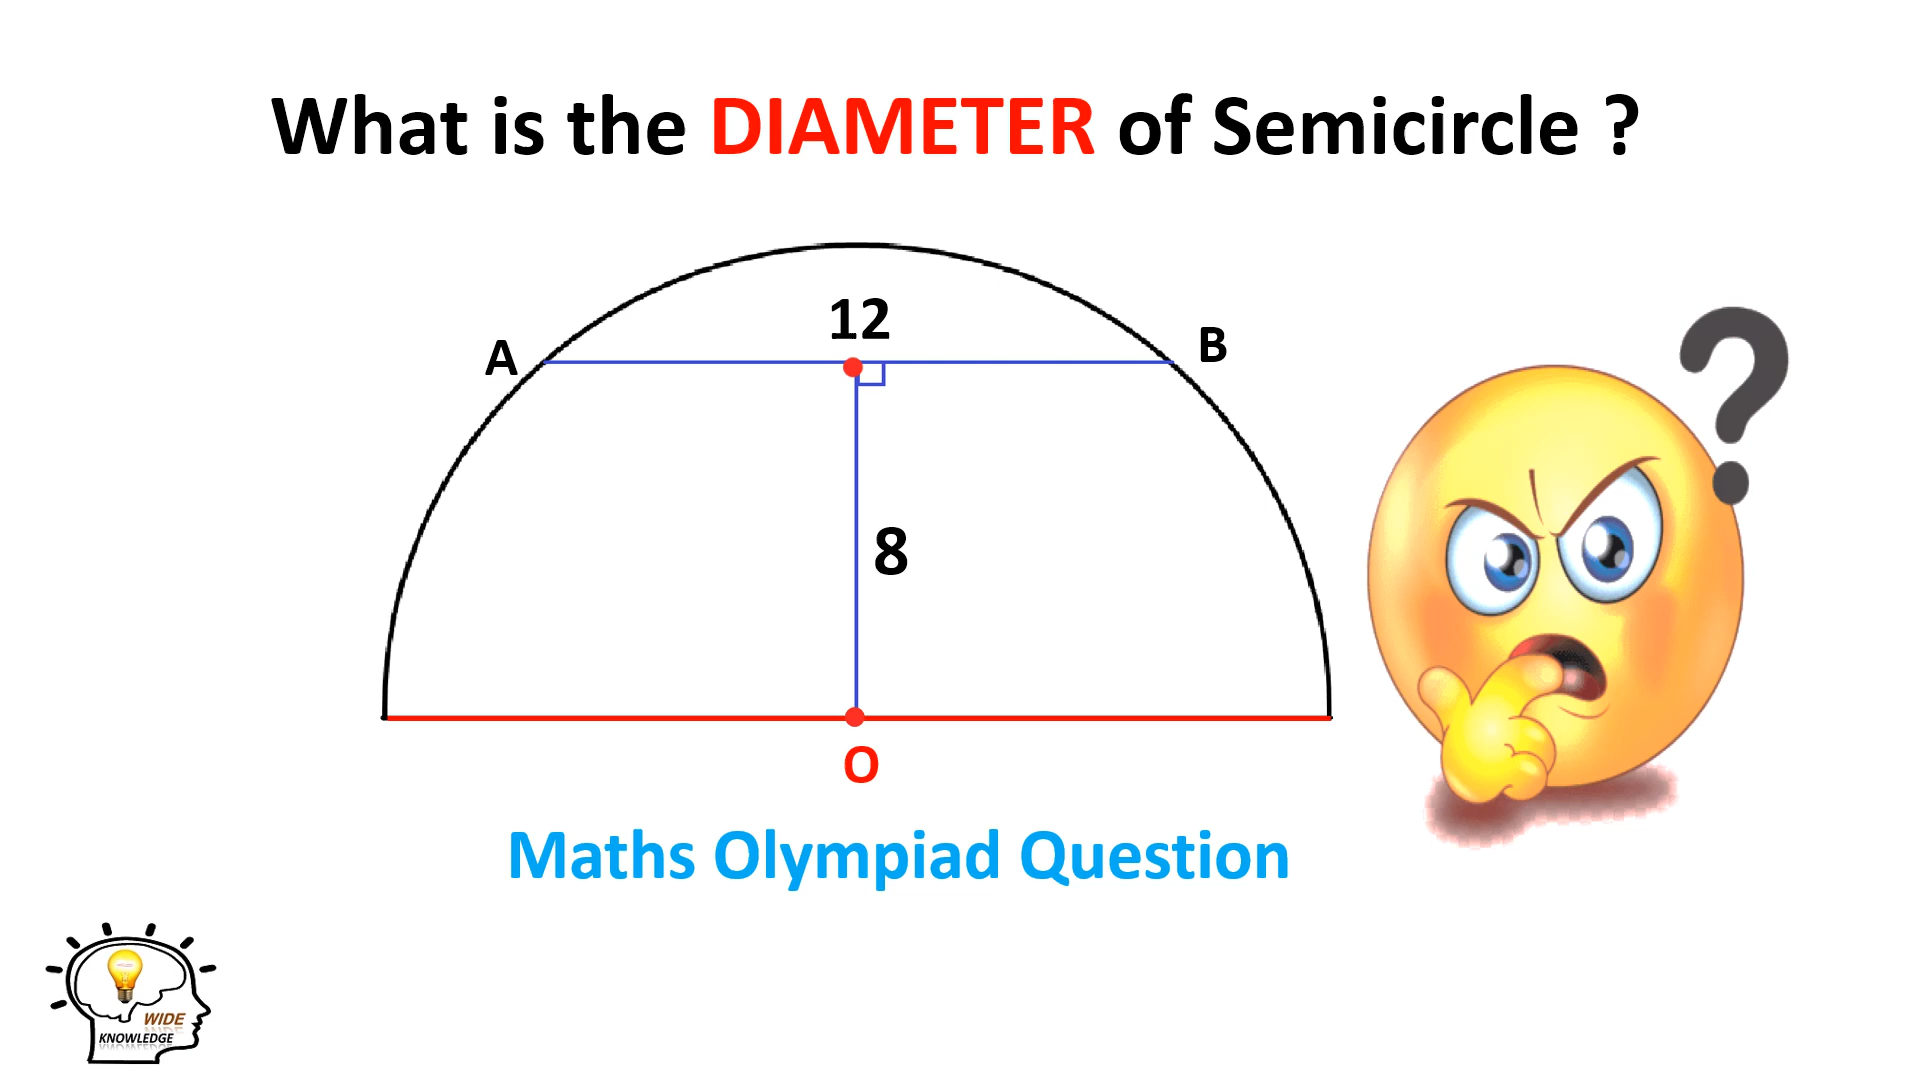 What is the DIAMETER of Semicircle ?
12
A
B
8
O
Maths Olympiad Question
WIDE
KNOWLEDGE